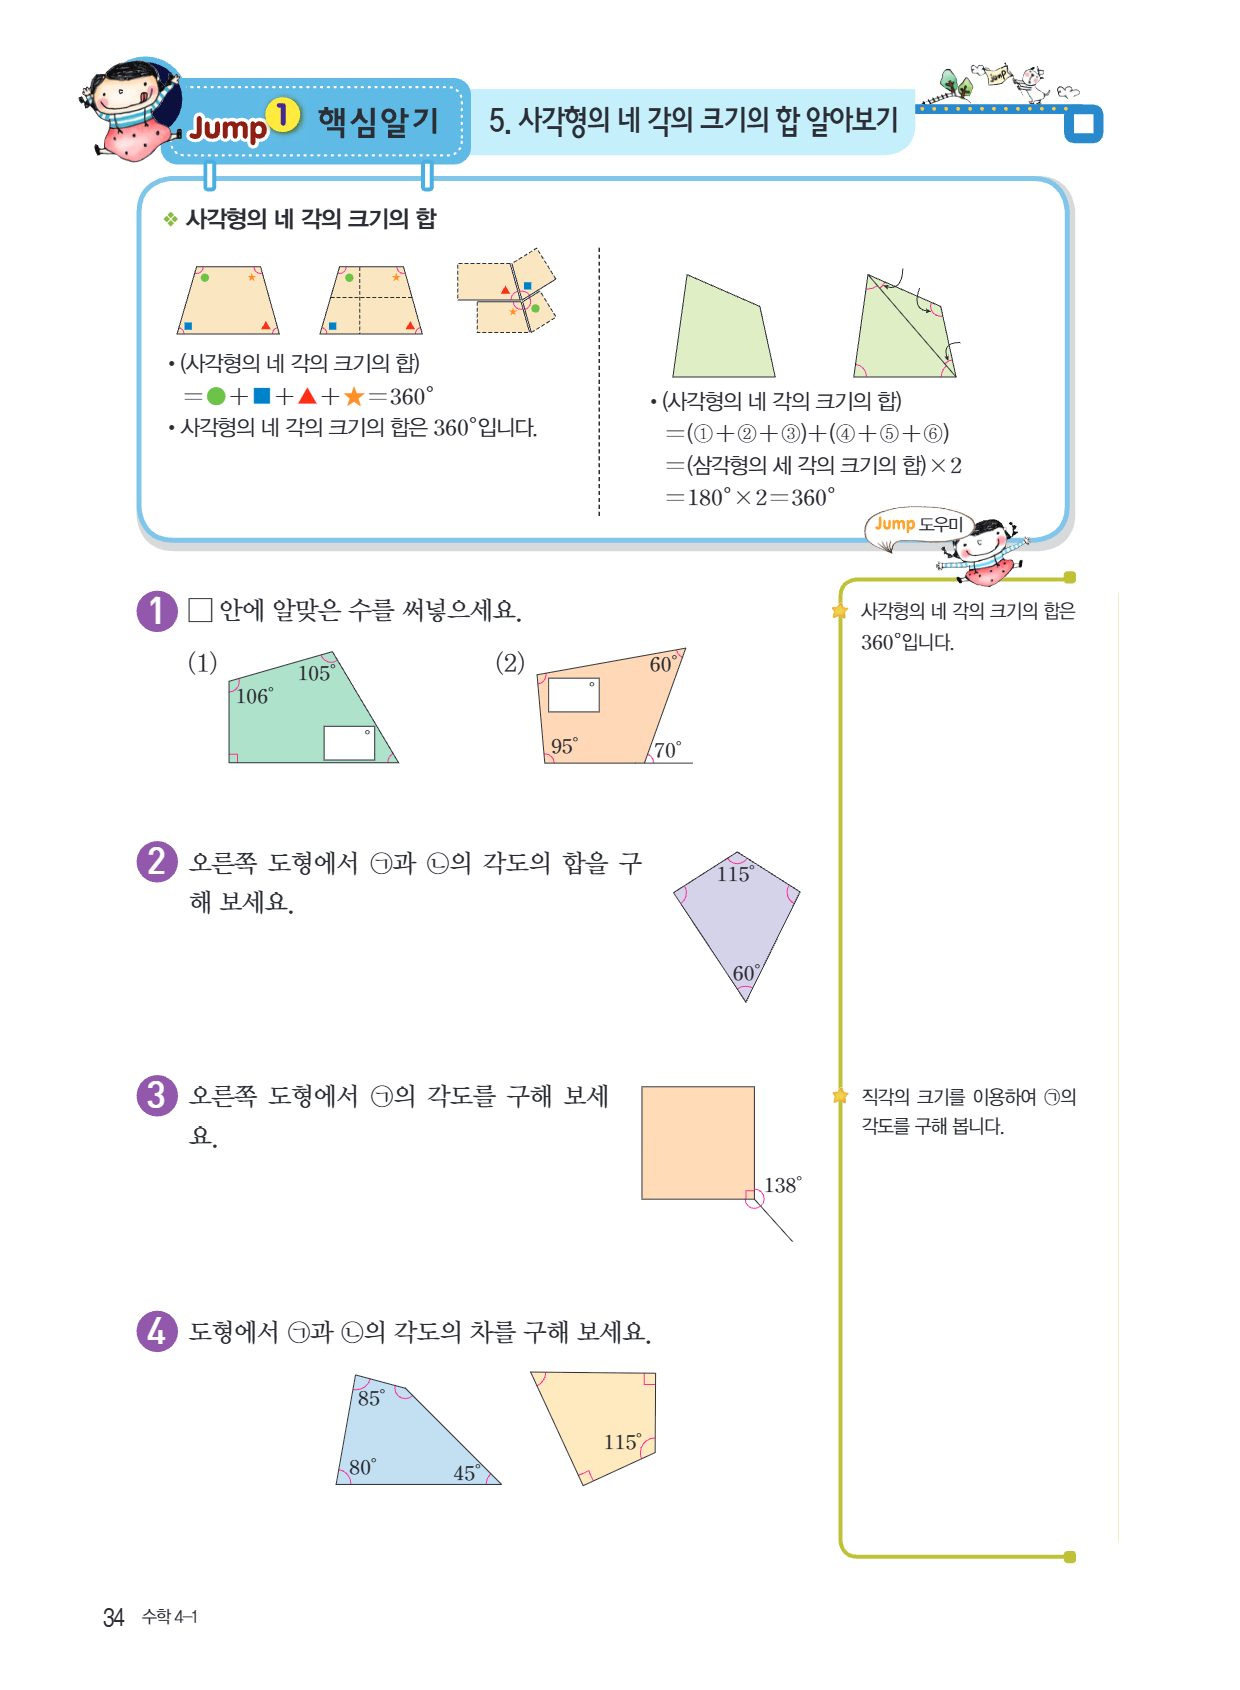 Jump 1 핵심알기 5. 사각형의 네 각의 크기의 합 알아보기
Jump
❖ 사각형의 네 각의 크기의 합
• (사각형의 네 각의 크기의 합)
=●+■+▲+★=360°
• 사각형의 네 각의 크기의 합은 360°입니다.
• (사각형의 네 각의 크기의 합)
=(①+②+③)+(④+⑤+⑥)
=(삼각형의 세 각의 크기의 합)×2
=180°×2=360°
Jump 도우미
1 □ 안에 알맞은 수를 써넣으세요.
(1)
105°
106°
°
(2)
60°
°
95°
70°
사각형의 네 각의 크기의 합은
360°입니다.
2 오른쪽 도형에서 ㉠과 ㉡의 각도의 합을 구
해 보세요.
115°
60°
3 오른쪽 도형에서 ㉠의 각도를 구해 보세
요.
138°
직각의 크기를 이용하여 ㉠의
각도를 구해 봅니다.
4 도형에서 ㉠과 ㉡의 각도의 차를 구해 보세요.
85°
80°
45°
115°
34 수학 4-1